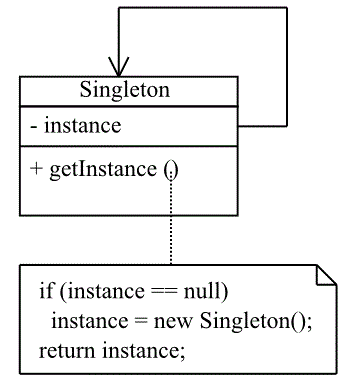 Singleton
- instance
+ getInstance ()
if (instance == null)
instance = new Singleton();
return instance;